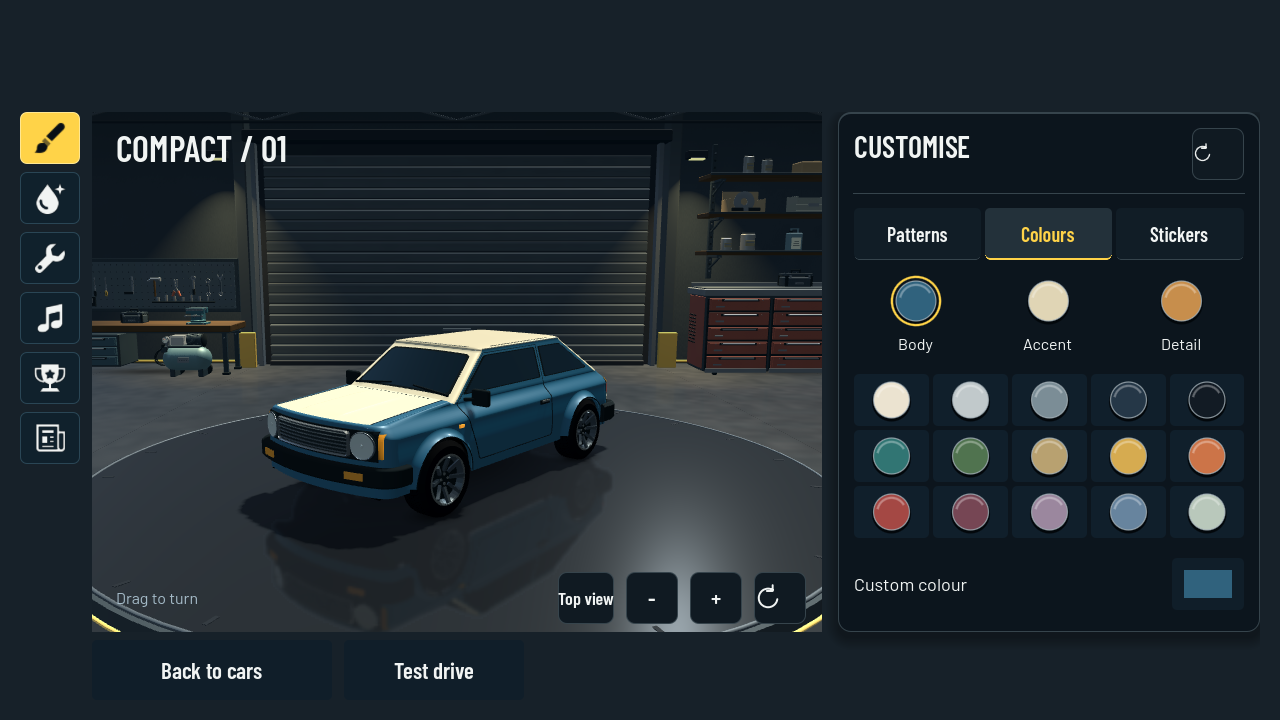 COMPACT / 01
CUSTOMISE
Patterns
Colours
Stickers
Body
Accent
Detail
Custom colour
Drag to turn
Top view
-
+
Back to cars
Test drive